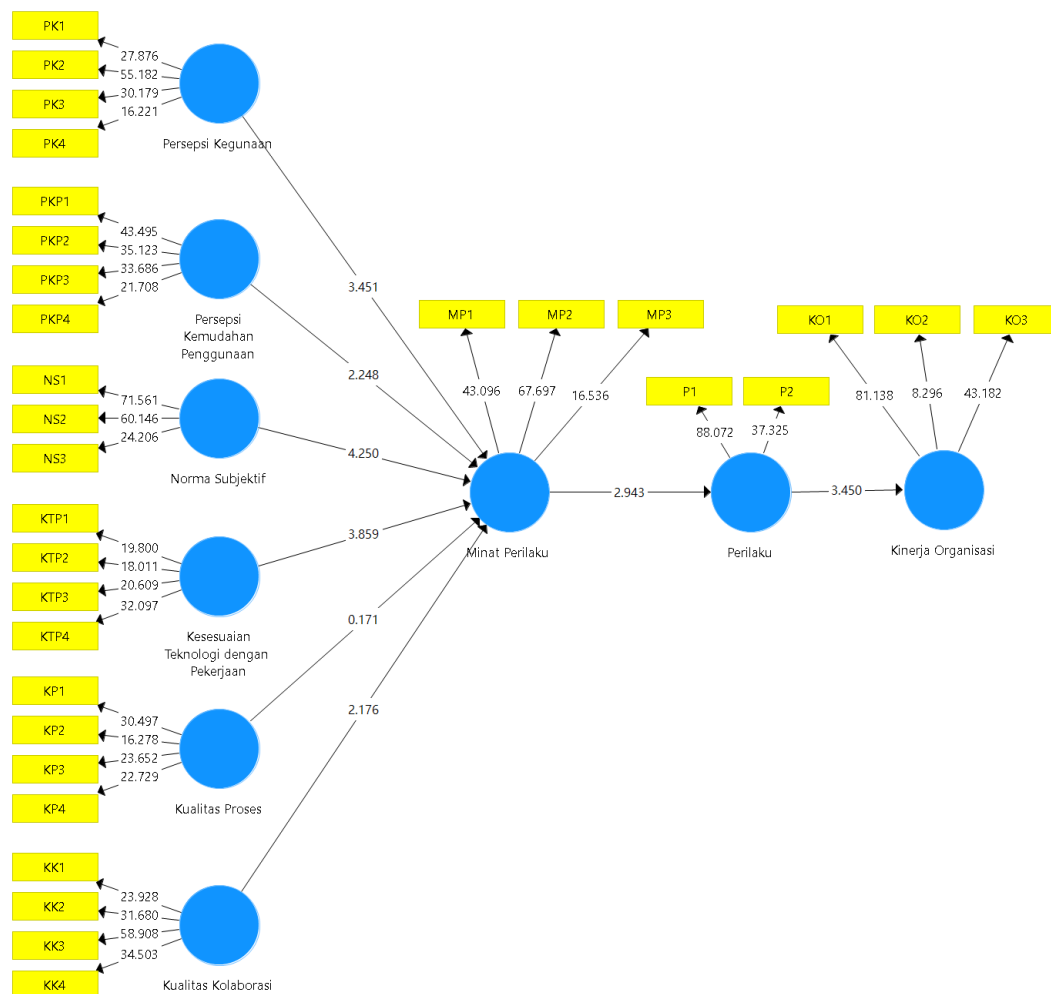 PK1
PK2
PK3
PK4
27.876
55.182
30.179
16.221
Persepsi Kegunaan
3.451
PKP1
PKP2
PKP3
PKP4
43.495
35.123
33.686
21.708
Persepsi
Kemudahan
Penggunaan
2.248
NS1
NS2
NS3
71.561
60.146
24.206
Norma Subjektif
4.250
KTP1
KTP2
KTP3
KTP4
19.800
18.011
20.609
32.097
Kesesuaian
Teknologi dengan
Pekerjaan
3.859
KP1
KP2
KP3
KP4
30.497
16.278
23.652
22.729
Kualitas Proses
0.171
KK1
KK2
KK3
KK4
23.928
31.680
58.908
34.503
Kualitas Kolaborasi
2.176
MP1
MP2
MP3
43.096
67.697
16.536
Minat Perilaku
2.943
P1
P2
88.072
37.325
Perilaku
3.450
KO1
KO2
KO3
81.138
8.296
43.182
Kinerja Organisasi